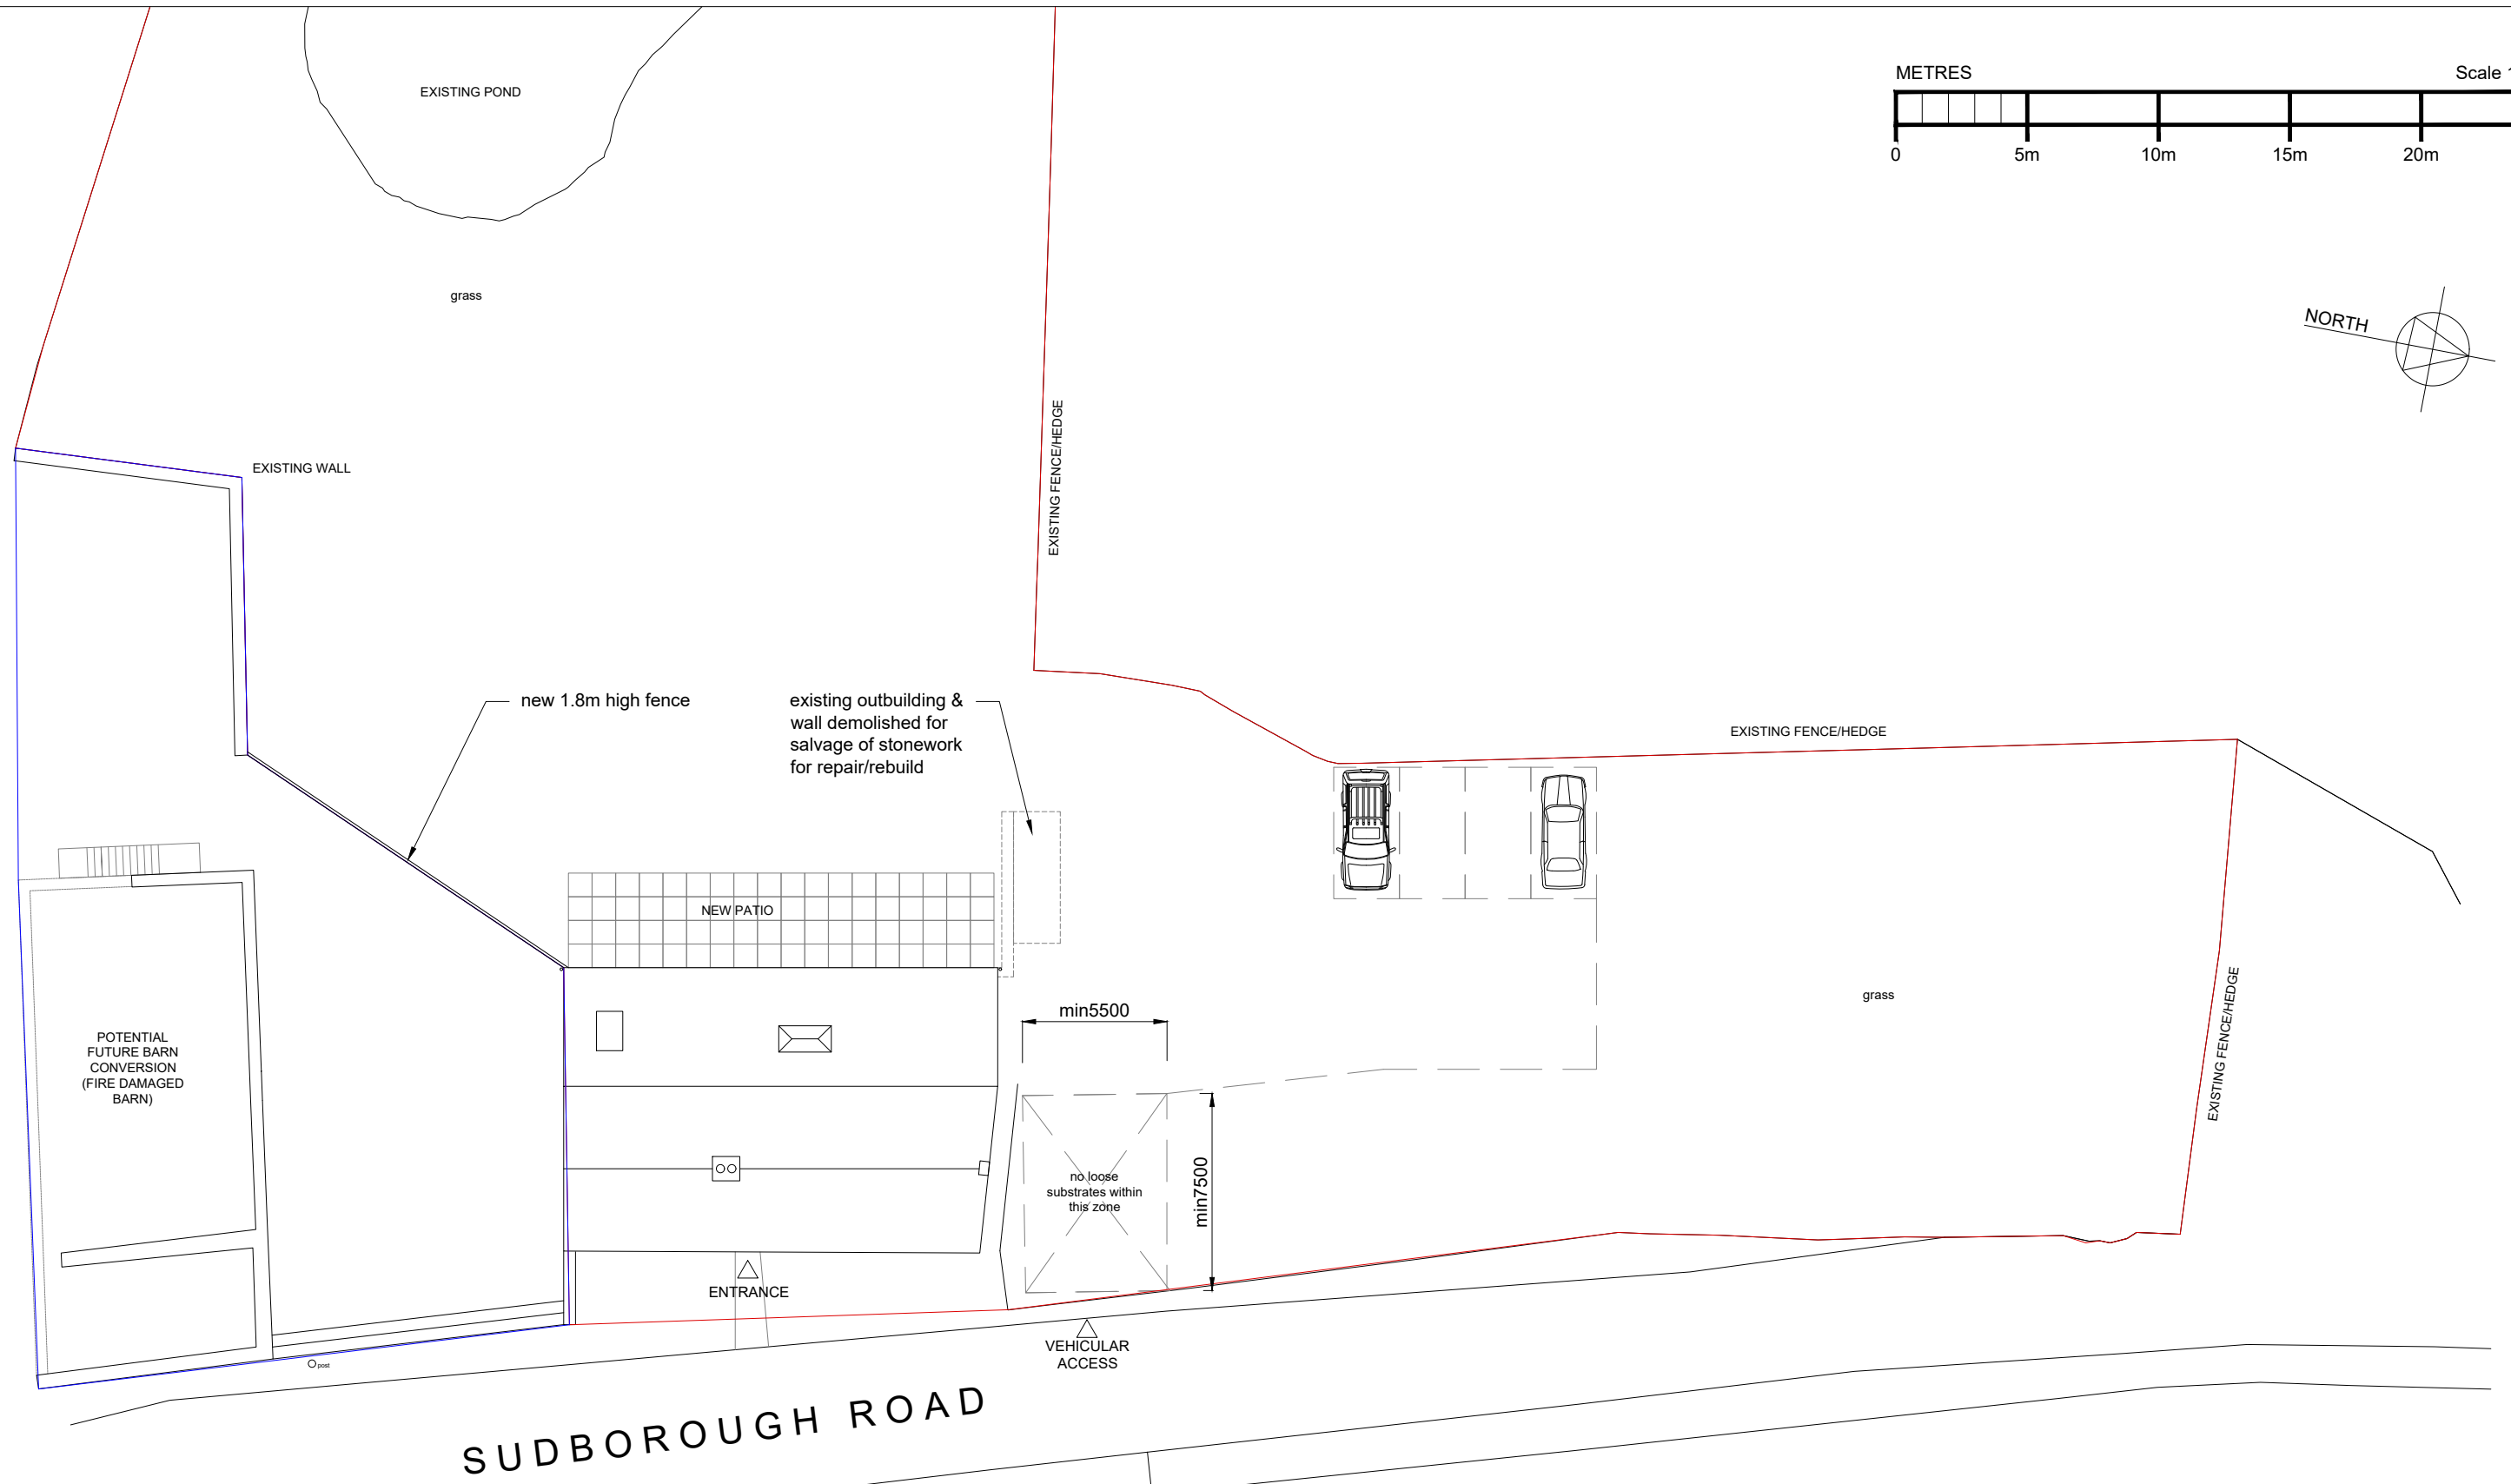 METRES
Scale 1
0
5m
10m
15m
20m
EXISTING POND
grass
NORTH
EXISTING WALL
EXISTING FENCE/HEDGE
new 1.8m high fence
existing outbuilding &
wall demolished for
salvage of stonework
for repair/rebuild
EXISTING FENCE/HEDGE
NEW PATIO
grass
EXISTING FENCE/HEDGE
min5500
POTENTIAL
FUTURE BARN
CONVERSION
(FIRE DAMAGED
BARN)
no loose
substrates within
this zone
min7500
ENTRANCE
VEHICULAR
ACCESS
post
SUDBOROUGH ROAD